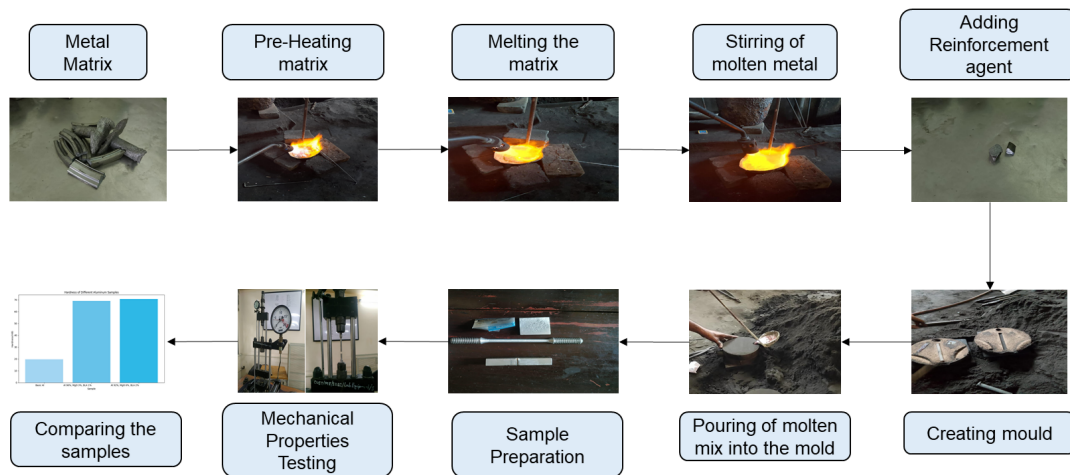 Metal
Matrix
Pre-Heating
matrix
Melting the
matrix
Stirring of
molten metal
Adding
Reinforcement
agent
Comparing the
samples
Mechanical
Properties
Testing
Sample
Preparation
Pouring of molten
mix into the mold
Creating mould